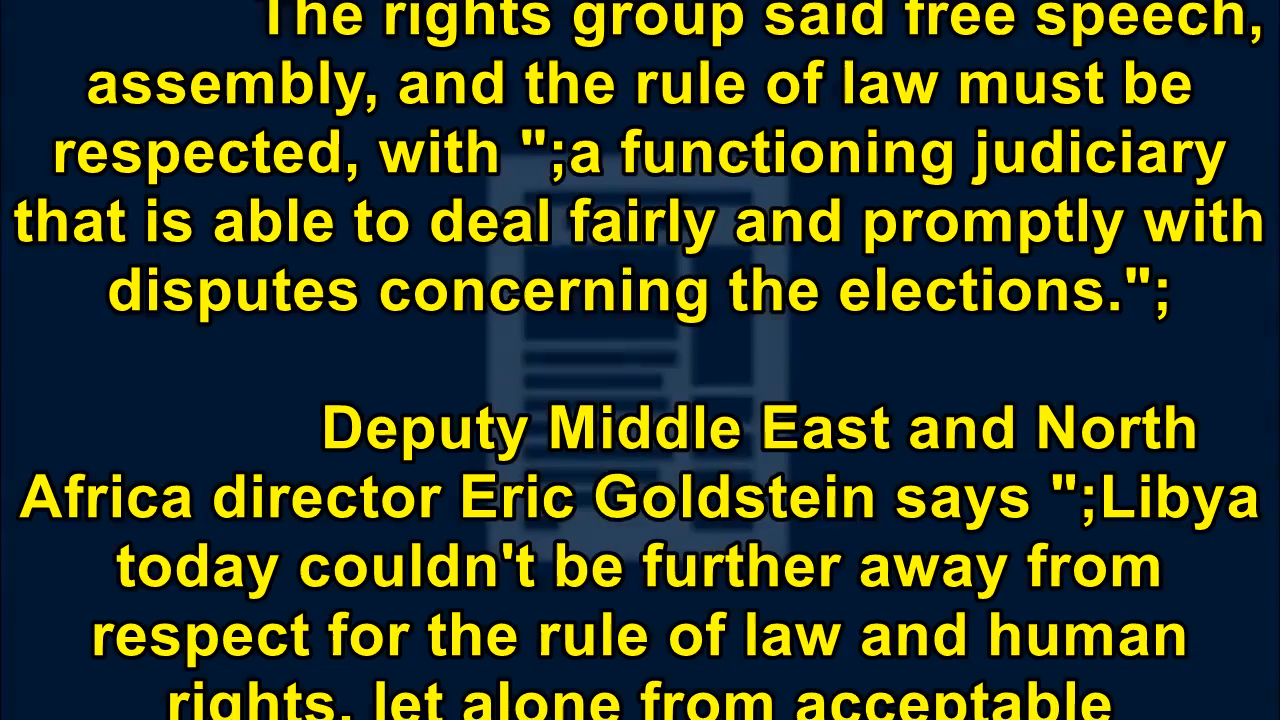 The rights group said free speech,
assembly, and the rule of law must be
respected, with ";a functioning judiciary
that is able to deal fairly and promptly with
disputes concerning the elections.";
Deputy Middle East and North
Africa director Eric Goldstein says ";Libya
today couldn't be further away from
respect for the rule of law and human
rights, let alone from acceptable